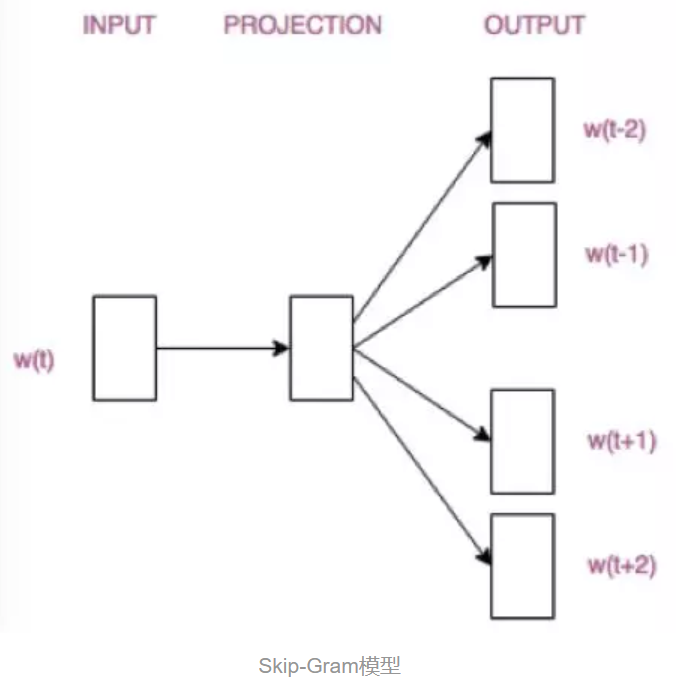 INPUT PROJECTION OUTPUT
w(t-2)
w(t-1)
w(t)
w(t+1)
w(t+2)
Skip-Gram模型